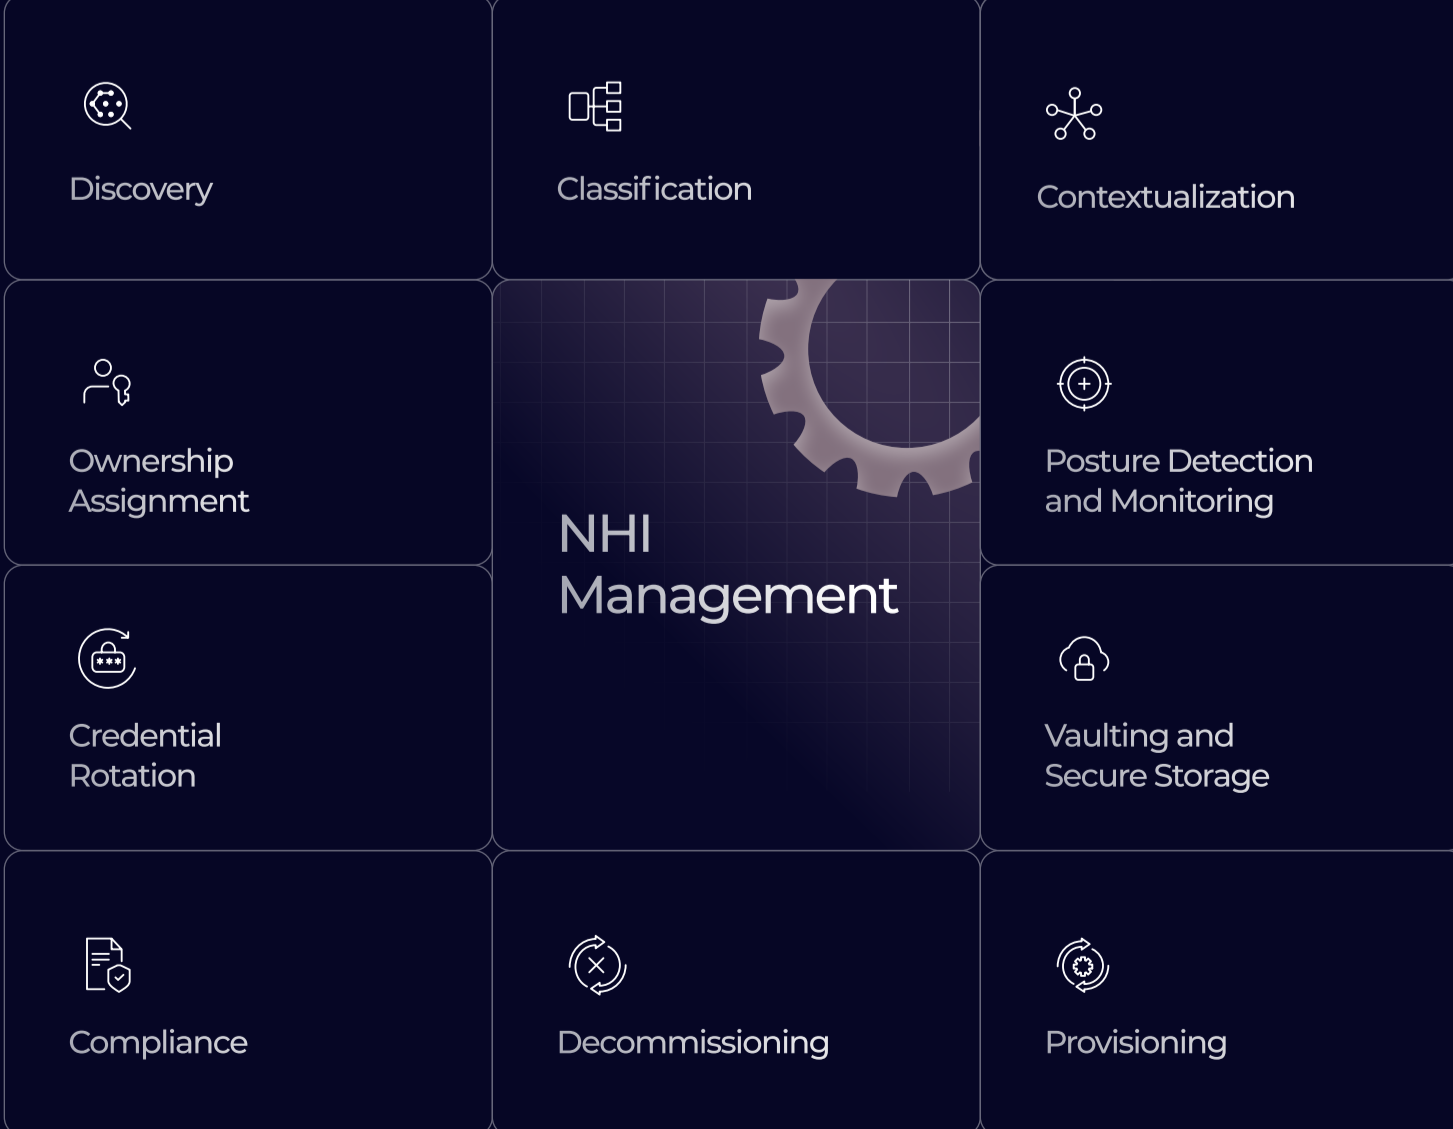 Discovery
Classification
Contextualization
Ownership
Assignment
NHI
Management
Posture Detection
and Monitoring
Credential
Rotation
Vaulting and
Secure Storage
Compliance
Decommissioning
Provisioning